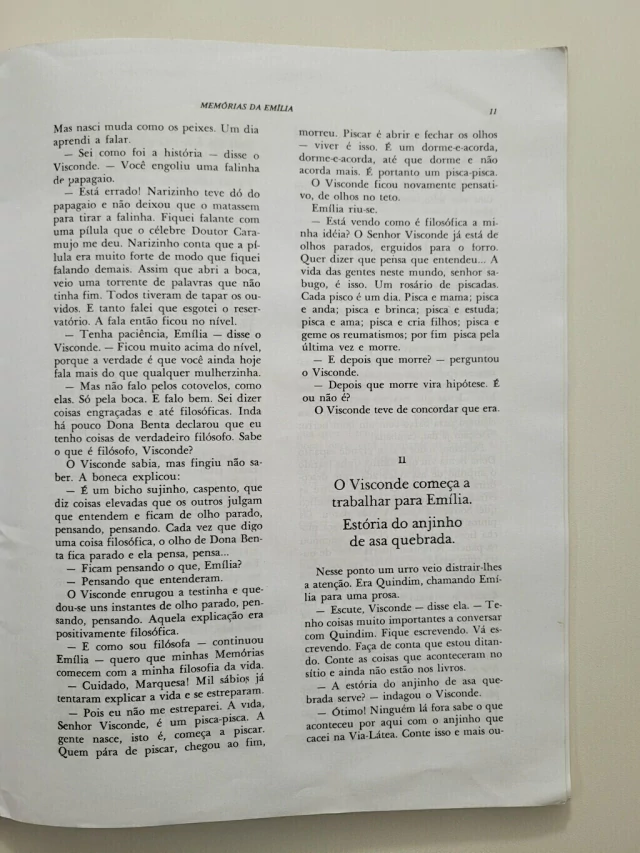 MEMÓRIAS DA EMÍLIA
11
Mas nasci muda como os peixes. Um dia
aprendi a falar.
— Sei como foi a história — disse o
Visconde. — Você engoliu uma falinha
de papagaio.
— Está errado! Narizinho teve dó do
papagaio e não deixou que o matassem
para tirar a falinha. Fiquei falante com
uma pílula que o célebre Doutor Cara-
mujo me deu. Narizinho conta que a pí-
lula era muito forte de modo que fiquei
falando demais. Assim que abri a boca,
veio uma torrente de palavras que não
tinha fim. Todos tiveram de tapar os ou-
vidos. E tanto falei que esgotei o reser-
vatório. A fala então ficou no nível.
— Tenha paciência, Emília — disse o
Visconde. — Ficou muito acima do nível,
porque a verdade é que você ainda hoje
fala mais do que qualquer mulherzinha.
— Mas não falo pelos cotovelos, como
elas. Só pela boca. E falo bem. Sei dizer
coisas engraçadas e até filosóficas. Inda
há pouco Dona Benta declarou que eu
tenho coisas de verdadeiro filósofo. Sabe
o que é filósofo, Visconde?
O Visconde sabia, mas fingiu não sa-
ber. A boneca explicou:
— É um bicho sujinho, caspento, que
diz coisas elevadas que os outros julgam
que entendem e ficam de olho parado,
pensando, pensando. Cada vez que digo
uma coisa filosófica, o olho de Dona Ben-
ta fica parado e ela pensa, pensa...
— Ficam pensando o que, Emília?
— Pensando que entenderam.
O Visconde enrugou a testinha e que-
dou-se uns instantes de olho parado, pen-
sando, pensando. Aquela explicação era
positivamente filosófica.
— E como sou filósofa — continuou
Emília — quero que minhas Memórias
comecem com a minha filosofia da vida.
— Cuidado, Marquesa! Mil sábios já
tentaram explicar a vida e se estreparam.
— Pois eu não me estreparei. A vida,
Senhor Visconde, é um pisca-pisca. A
gente nasce, isto é, começa a piscar.
Quem pára de piscar, chegou ao fim,
morreu. Piscar é abrir e fechar os olhos
— viver é isso. É um dorme-e-acorda,
dorme-e-acorda, até que dorme e não
acorda mais. É portanto um pisca-pisca.
O Visconde ficou novamente pensati-
vo, de olhos no teto.
Emília riu-se.
— Está vendo como é filosófica a mi-
nha idéia? O Senhor Visconde já está de
olhos parados, erguidos para o forro.
Quer dizer que pensa que entendeu... A
vida das gentes neste mundo, senhor sa-
bugo, é isso. Um rosário de piscadas.
Cada pisco é um dia. Pisca e mama; pisca
e anda; pisca e brinca; pisca e estuda;
pisca e ama; pisca e cria filhos; pisca e
geme os reumatismos; por fim pisca pela
última vez e morre.
— E depois que morre? — perguntou
o Visconde.
— Depois que morre vira hipótese. É
ou não é?
O Visconde teve de concordar que era.
II
O Visconde começa a
trabalhar para Emília.
Estória do anjinho
de asa quebrada.
Nesse ponto um urro veio distrair-lhes
a atenção. Era Quindim, chamando Emí-
lia para uma prosa.
— Escute, Visconde — disse ela. — Te-
nho coisas muito importantes a conversar
com Quindim. Fique escrevendo. Vá es-
crevendo. Faça de conta que estou ditan-
do. Conte as coisas que aconteceram no
sítio e ainda não estão nos livros.
— A estória do anjinho de asa que-
brada serve? — indagou o Visconde.
— Ótimo! Ninguém lá fora sabe o que
aconteceu por aqui com o anjinho que
cacei na Via-Látea. Conte isso e mais ou-